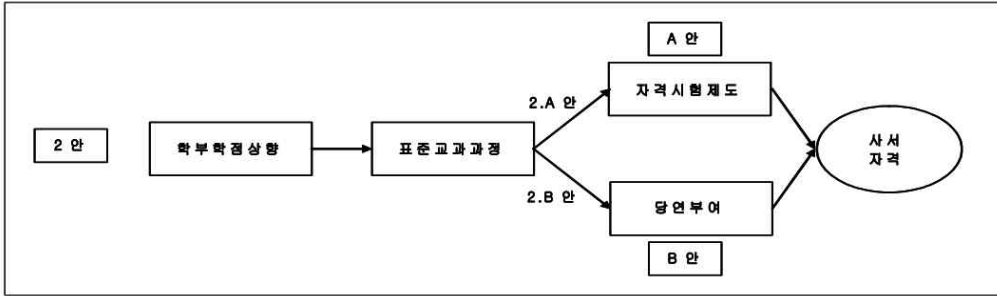 A 안
자격시험제도
2.A 안
2 안
학부학점상향
표준교과과정
사서
자격
2.B 안
당연부여
B 안